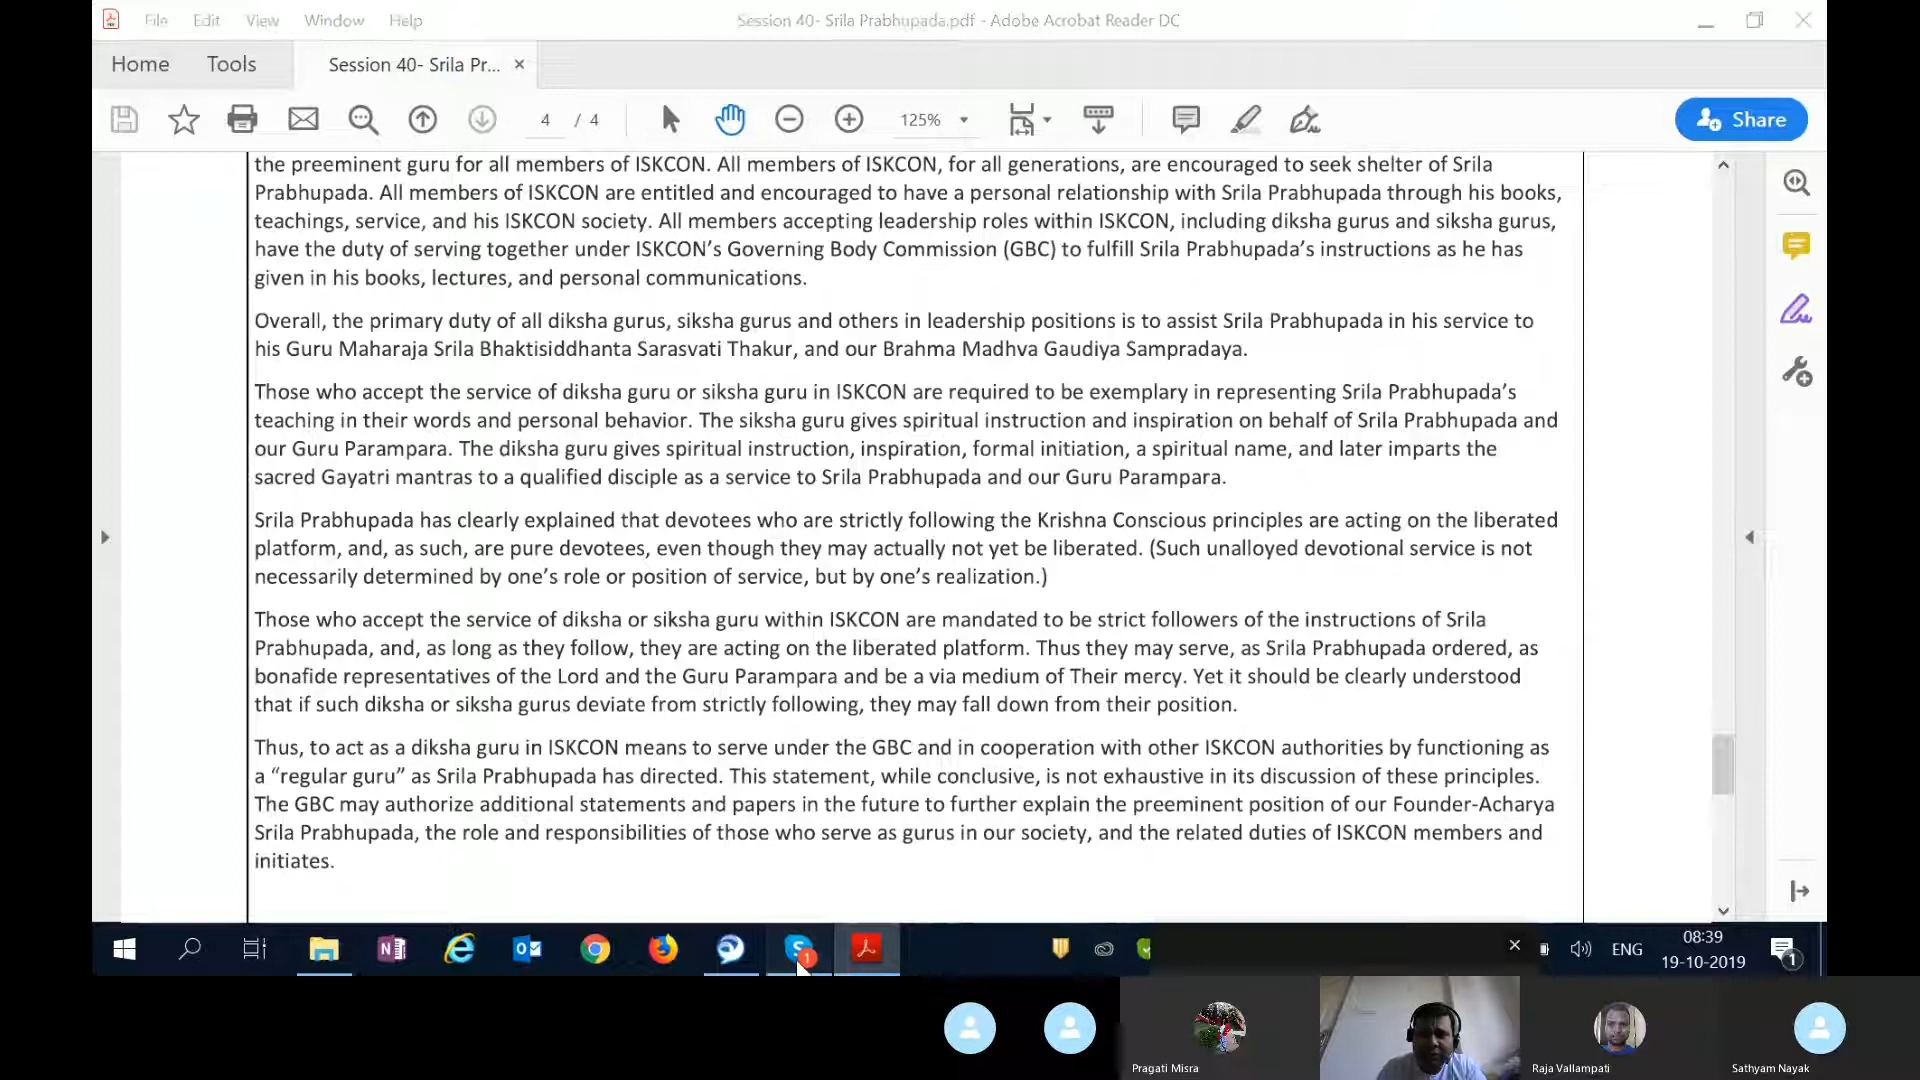 File Edit View Window Help
Session 40- Srila Prabhupada.pdf - Adobe Acrobat Reader DC
Home Tools Session 40- Srila Pr... ×
4 / 4 125% Share
the preeminent guru for all members of ISKCON. All members of ISKCON, for all generations, are encouraged to seek shelter of Srila
Prabhupada. All members of ISKCON are entitled and encouraged to have a personal relationship with Srila Prabhupada through his books,
teachings, service, and his ISKCON society. All members accepting leadership roles within ISKCON, including diksha gurus and siksha gurus,
have the duty of serving together under ISKCON’s Governing Body Commission (GBC) to fulfill Srila Prabhupada’s instructions as he has
given in his books, lectures, and personal communications.
Overall, the primary duty of all diksha gurus, siksha gurus and others in leadership positions is to assist Srila Prabhupada in his service to
his Guru Maharaja Srila Bhaktisiddhanta Sarasvati Thakur, and our Brahma Madhva Gaudiya Sampradaya.
Those who accept the service of diksha guru or siksha guru in ISKCON are required to be exemplary in representing Srila Prabhupada’s
teaching in their words and personal behavior. The siksha guru gives spiritual instruction and inspiration on behalf of Srila Prabhupada and
our Guru Parampara. The diksha guru gives spiritual instruction, inspiration, formal initiation, a spiritual name, and later imparts the
sacred Gayatri mantras to a qualified disciple as a service to Srila Prabhupada and our Guru Parampara.
Srila Prabhupada has clearly explained that devotees who are strictly following the Krishna Conscious principles are acting on the liberated
platform, and, as such, are pure devotees, even though they may actually not yet be liberated. (Such unalloyed devotional service is not
necessarily determined by one’s role or position of service, but by one’s realization.)
Those who accept the service of diksha or siksha guru within ISKCON are mandated to be strict followers of the instructions of Srila
Prabhupada, and, as long as they follow, they are acting on the liberated platform. Thus they may serve, as Srila Prabhupada ordered, as
bonafide representatives of the Lord and the Guru Parampara and be a via medium of Their mercy. Yet it should be clearly understood
that if such diksha or siksha gurus deviate from strictly following, they may fall down from their position.
Thus, to act as a diksha guru in ISKCON means to serve under the GBC and in cooperation with other ISKCON authorities by functioning as
a “regular guru” as Srila Prabhupada has directed. This statement, while conclusive, is not exhaustive in its discussion of these principles.
The GBC may authorize additional statements and papers in the future to further explain the preeminent position of our Founder-Acharya
Srila Prabhupada, the role and responsibilities of those who serve as gurus in our society, and the related duties of ISKCON members and
initiates.
ENG
08:39
19-10-2019
1
1
Pragati Misra
Raja Vallampati
Sathyam Nayak